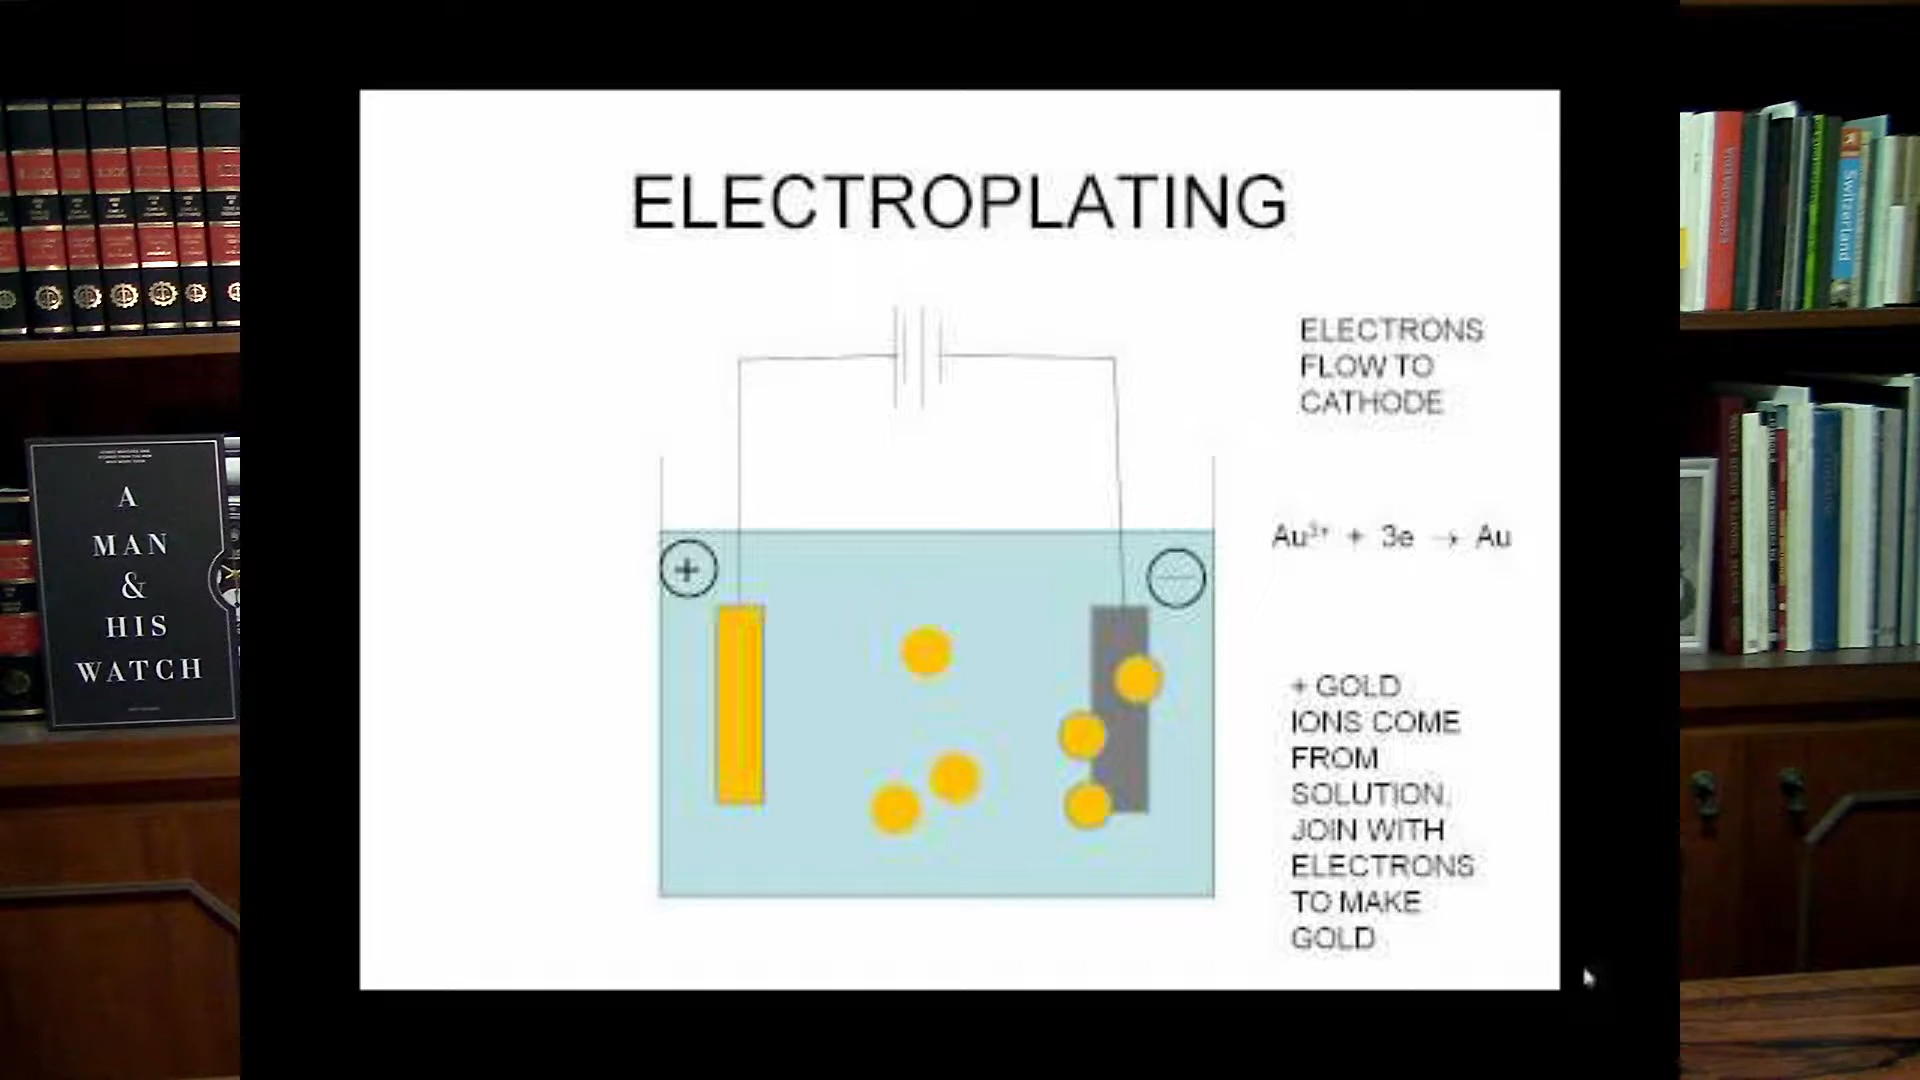 ELECTROPLATING
ELECTRONS
FLOW TO
CATHODE
+
−
Au³⁺ + 3e → Au
+ GOLD
IONS COME
FROM
SOLUTION,
JOIN WITH
ELECTRONS
TO MAKE
GOLD
A
MAN
&
HIS
WATCH
Switzerland